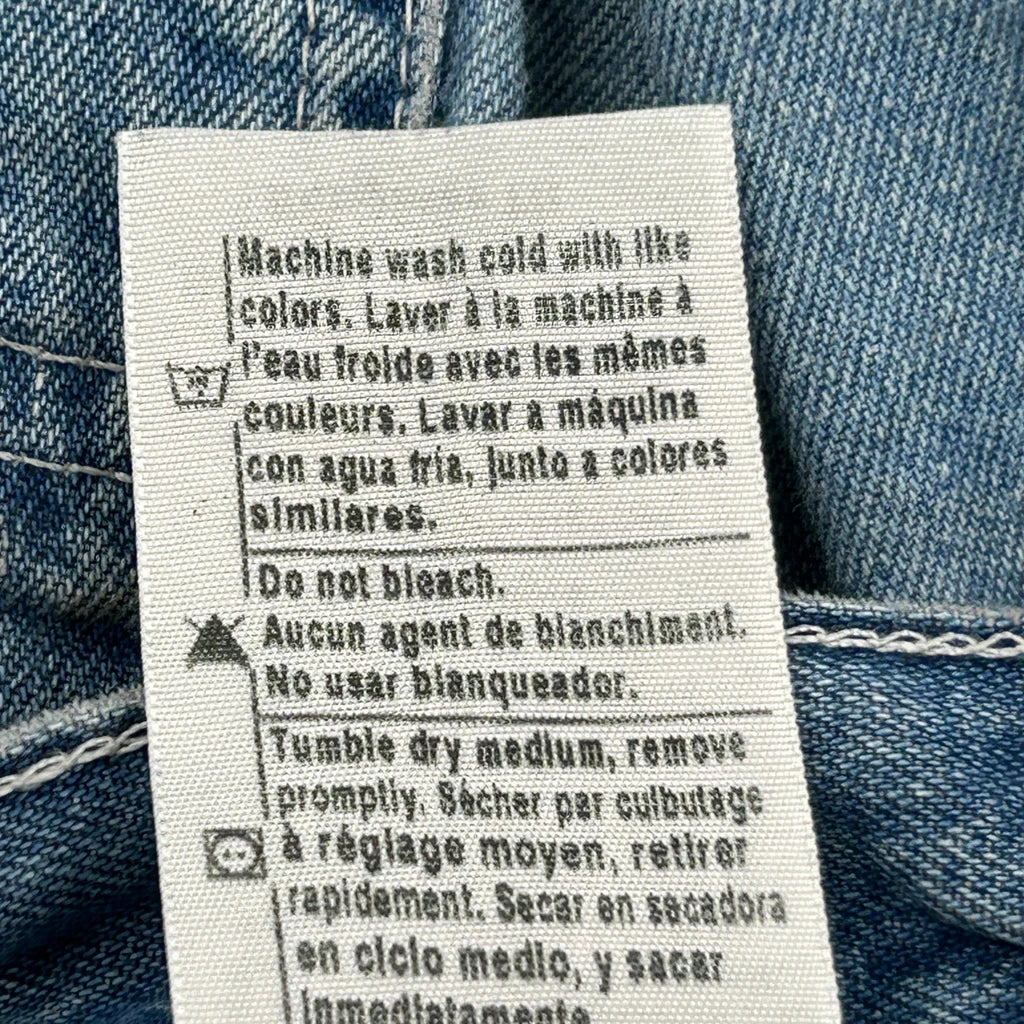 Machine wash cold with like
colors. Laver à la machine à
l'eau froide avec les mêmes
couleurs. Lavar a máquina
con agua fría, junto a colores
similares.
Do not bleach.
Aucun agent de blanchiment.
No usar blanqueador.
Tumble dry medium, remove
promptly. Sécher par culbutage
à réglage moyen, retirer
rapidement. Secar en secadora
en ciclo medio, y sacar
inmediatamente